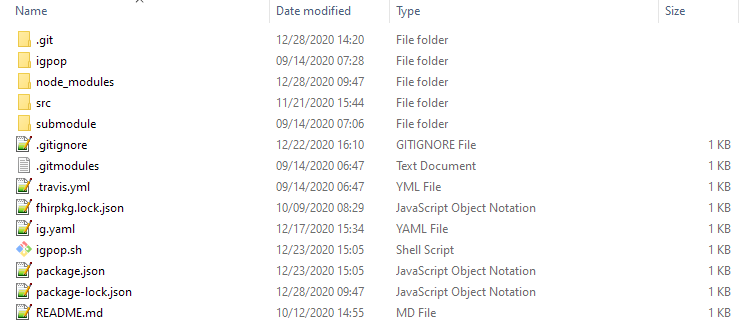 Name Date modified Type Size
.git 12/28/2020 14:20 File folder
igpop 09/14/2020 07:28 File folder
node_modules 12/28/2020 09:47 File folder
src 11/21/2020 15:44 File folder
submodule 09/14/2020 07:06 File folder
.gitignore 12/22/2020 16:10 GITIGNORE File 1 KB
.gitmodules 09/14/2020 06:47 Text Document 1 KB
.travis.yml 09/14/2020 06:47 YML File 1 KB
fhirpkg.lock.json 10/09/2020 08:29 JavaScript Object Notation 1 KB
ig.yaml 12/17/2020 15:34 YAML File 1 KB
igpop.sh 12/23/2020 15:05 Shell Script 1 KB
package.json 12/23/2020 15:05 JavaScript Object Notation 1 KB
package-lock.json 12/28/2020 09:47 JavaScript Object Notation 1 KB
README.md 10/12/2020 14:55 MD File 1 KB